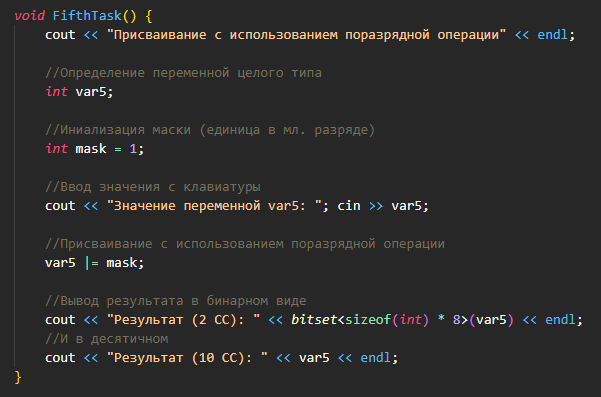 void FifthTask() {
cout << "Присваивание с использованием поразрядной операции" << endl;
//Определение переменной целого типа
int var5;
//Иниализация маски (единица в мл. разряде)
int mask = 1;
//Ввод значения с клавиатуры
cout << "Значение переменной var5: "; cin >> var5;
//Присваивание с использованием поразрядной операции
var5 |= mask;
//Вывод результата в бинарном виде
cout << "Результат (2 СС): " << bitset<sizeof(int) * 8>(var5) << endl;
//И в десятичном
cout << "Результат (10 СС): " << var5 << endl;
}